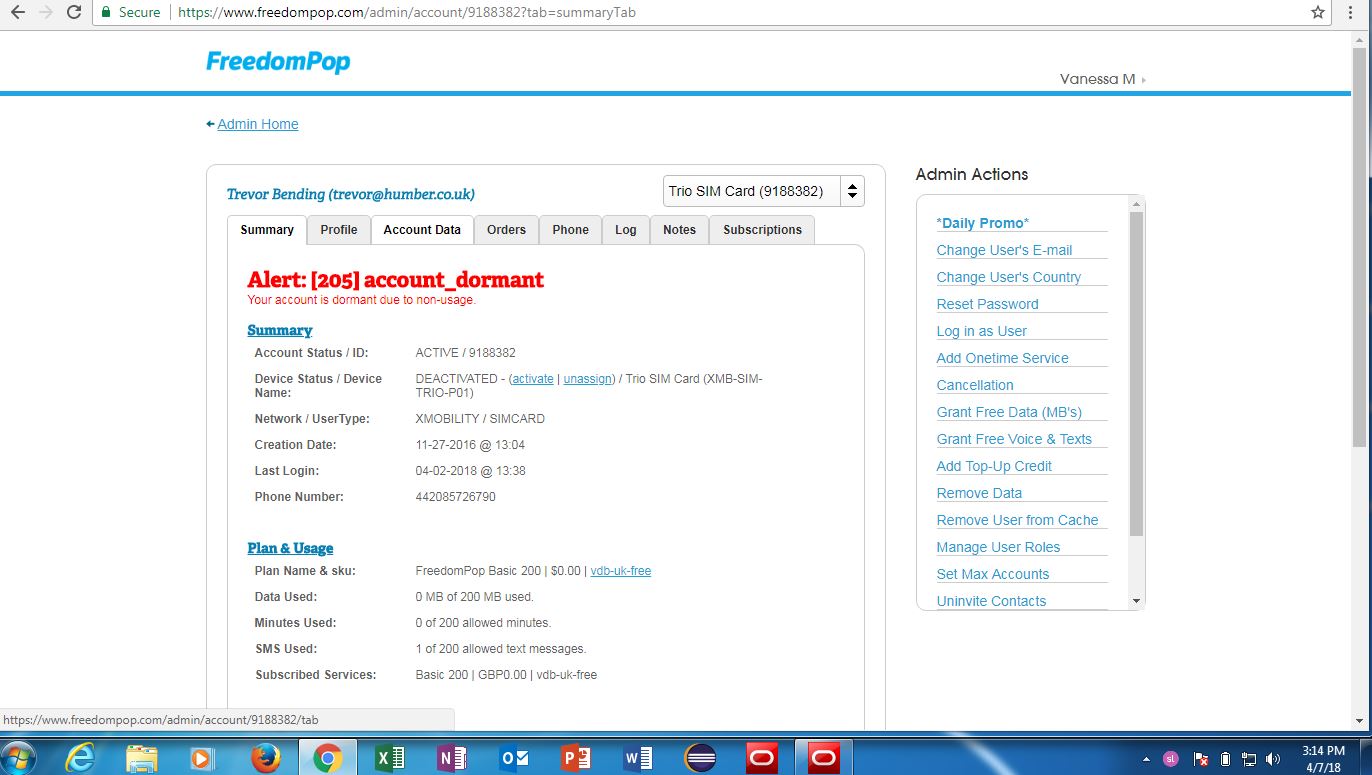 Secure | https://www.freedompop.com/admin/account/9188382?tab=summaryTab
FreedomPop
Vanessa M
Admin Home
Trevor Bending (trevor@humber.co.uk)
Trio SIM Card (9188382)
Summary Profile Account Data Orders Phone Log Notes Subscriptions
Alert: [205] account_dormant
Your account is dormant due to non-usage.
Summary
Account Status / ID: ACTIVE / 9188382
Device Status / Device DEACTIVATED - (activate | unassign) / Trio SIM Card (XMB-SIM-
Name: TRIO-P01)
Network / UserType: XMOBILITY / SIMCARD
Creation Date: 11-27-2016 @ 13:04
Last Login: 04-02-2018 @ 13:38
Phone Number: 442085726790
Plan & Usage
Plan Name & sku: FreedomPop Basic 200 | $0.00 | vdb-uk-free
Data Used: 0 MB of 200 MB used.
Minutes Used: 0 of 200 allowed minutes.
SMS Used: 1 of 200 allowed text messages.
Subscribed Services: Basic 200 | GBP0.00 | vdb-uk-free
Admin Actions
*Daily Promo*
Change User's E-mail
Change User's Country
Reset Password
Log in as User
Add Onetime Service
Cancellation
Grant Free Data (MB's)
Grant Free Voice & Texts
Add Top-Up Credit
Remove Data
Remove User from Cache
Manage User Roles
Set Max Accounts
Uninvite Contacts
https://www.freedompop.com/admin/account/9188382/tab
sl
3:14 PM
4/7/18